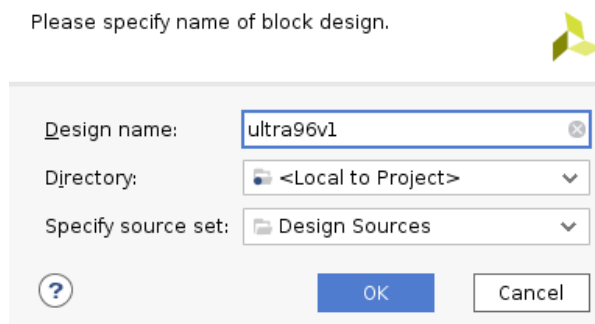 Please specify name of block design.
Design name: ultra96v1
Directory: <Local to Project>
Specify source set: Design Sources
? OK Cancel